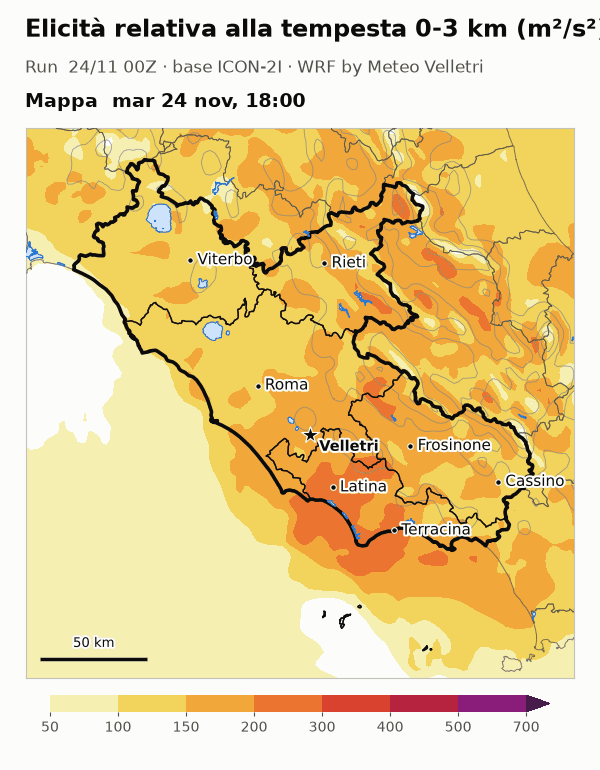 Elicità relativa alla tempesta 0-3 km (m²/s²)
Run  24/11 00Z · base ICON-2I · WRF by Meteo Velletri
Mappa  mar 24 nov, 18:00
Viterbo
Rieti
Roma
Velletri
Frosinone
Latina
Cassino
Terracina
50 km
50 100 150 200 300 400 500 700